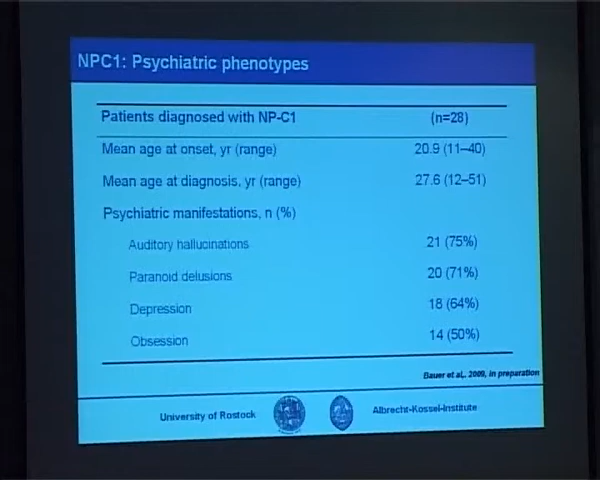 NPC1: Psychiatric phenotypes
Patients diagnosed with NP-C1 (n=28)
Mean age at onset, yr (range) 20.9 (11–40)
Mean age at diagnosis, yr (range) 27.6 (12–51)
Psychiatric manifestations, n (%)
Auditory hallucinations 21 (75%)
Paranoid delusions 20 (71%)
Depression 18 (64%)
Obsession 14 (50%)
Bauer et al., 2009, in preparation
University of Rostock Albrecht-Kossel-Institute